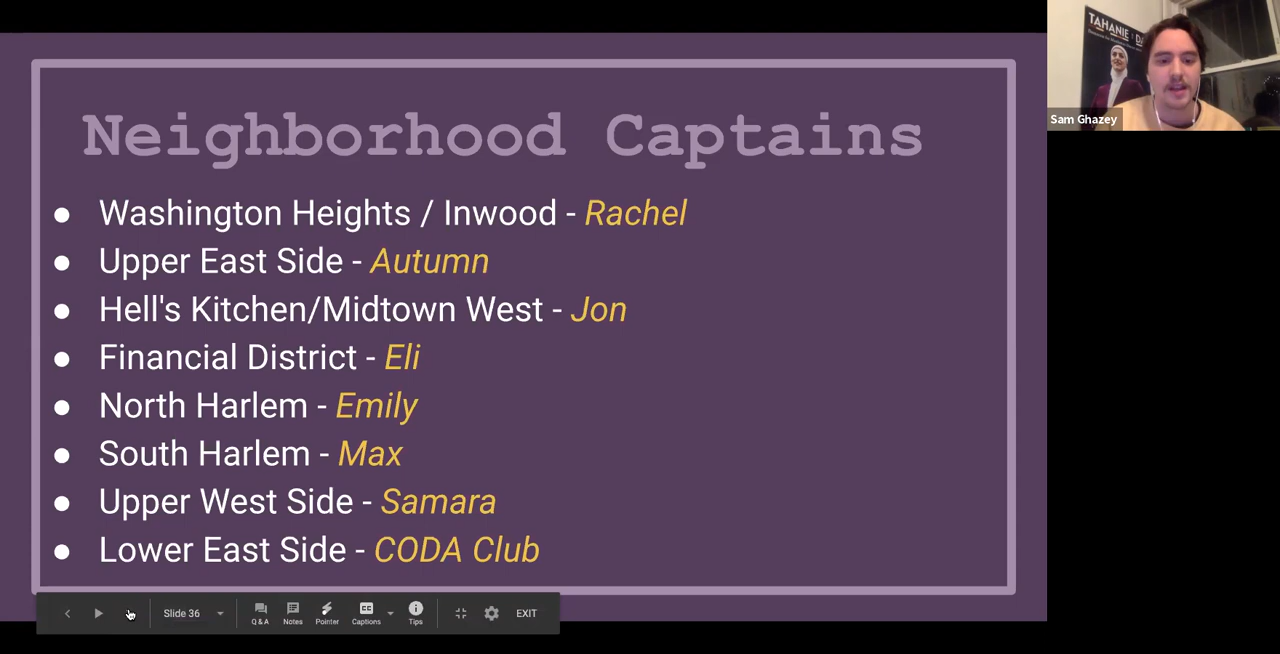 Neighborhood Captains
● Washington Heights / Inwood - Rachel
● Upper East Side - Autumn
● Hell's Kitchen/Midtown West - Jon
● Financial District - Eli
● North Harlem - Emily
● South Harlem - Max
● Upper West Side - Samara
● Lower East Side - CODA Club
Slide 36
Q & A
Notes
Pointer
CC
Captions
Tips
EXIT
TAHANIE
Sam Ghazey